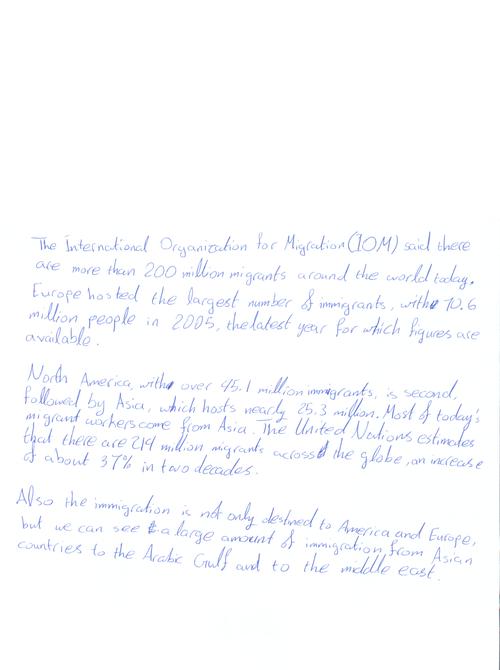 The International Organization for Migration (IOM) said there
are more than 200 million migrants around the world today.
Europe hosted the largest number of immigrants, with 70.6
million people in 2005, the latest year for which figures are
available.
North America, with over 45.1 million immigrants, is second,
followed by Asia, which hosts nearly 25.3 million. Most of today's
migrant workers come from Asia. The United Nations estimates
that there are 214 million migrants across the globe, an increase
of about 37% in two decades.
Also the immigration is not only destined to America and Europe,
but we can see a large amount of immigration from Asian
countries to the Arabic Gulf and to the middle east.